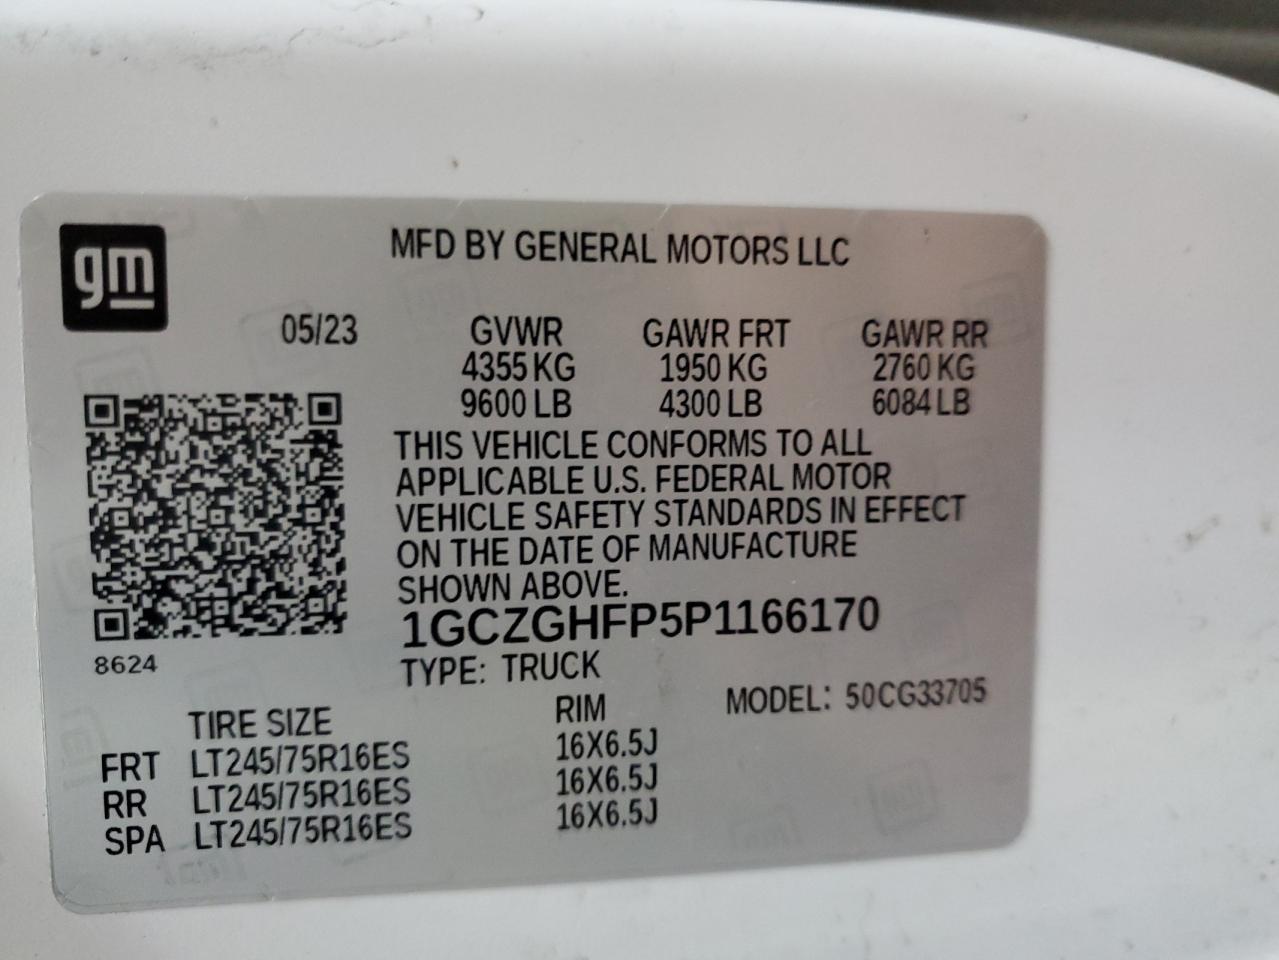 gm
MFD BY GENERAL MOTORS LLC
05/23 GVWR GAWR FRT GAWR RR
4355 KG 1950 KG 2760 KG
9600 LB 4300 LB 6084 LB
THIS VEHICLE CONFORMS TO ALL
APPLICABLE U.S. FEDERAL MOTOR
VEHICLE SAFETY STANDARDS IN EFFECT
ON THE DATE OF MANUFACTURE
SHOWN ABOVE.
1GCZGHFP5P1166170
8624
TYPE: TRUCK
MODEL: 50CG33705
TIRE SIZE RIM
FRT LT245/75R16ES 16X6.5J
RR LT245/75R16ES 16X6.5J
SPA LT245/75R16ES 16X6.5J